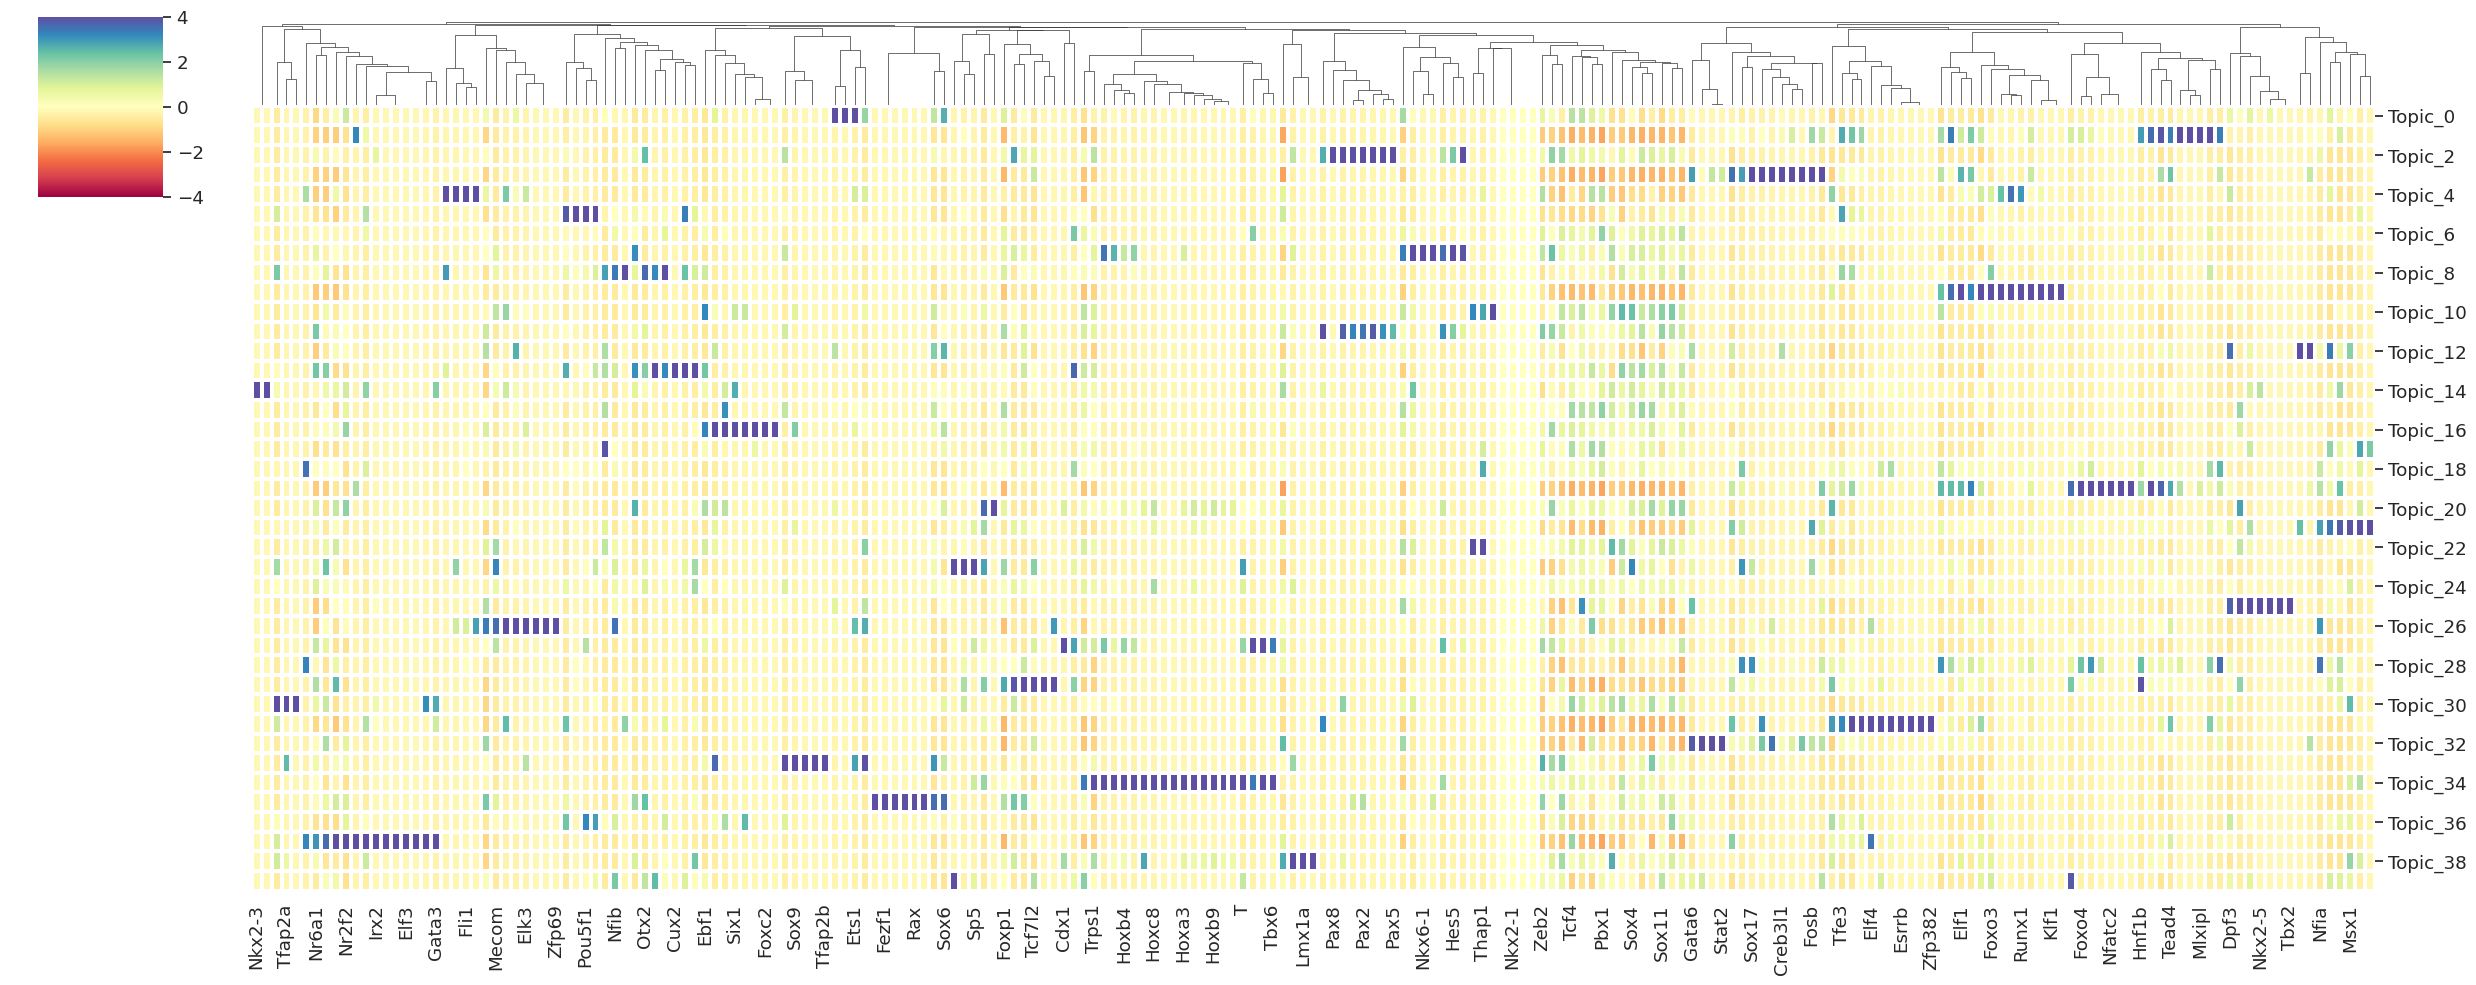 4
2
0
−2
−4
Topic_0
Topic_2
Topic_4
Topic_6
Topic_8
Topic_10
Topic_12
Topic_14
Topic_16
Topic_18
Topic_20
Topic_22
Topic_24
Topic_26
Topic_28
Topic_30
Topic_32
Topic_34
Topic_36
Topic_38
Nkx2-3
Tfap2a
Nr6a1
Nr2f2
Irx2
Elf3
Gata3
Fli1
Mecom
Elk3
Zfp69
Pou5f1
Nfib
Otx2
Cux2
Ebf1
Six1
Foxc2
Sox9
Tfap2b
Ets1
Fezf1
Rax
Sox6
Sp5
Foxp1
Tcf7l2
Cdx1
Trps1
Hoxb4
Hoxc8
Hoxa3
Hoxb9
T
Tbx6
Lmx1a
Pax8
Pax2
Pax5
Nkx6-1
Hes5
Thap1
Nkx2-1
Zeb2
Tcf4
Pbx1
Sox4
Sox11
Gata6
Stat2
Sox17
Creb3l1
Fosb
Tfe3
Elf4
Esrrb
Zfp382
Elf1
Foxo3
Runx1
Klf1
Foxo4
Nfatc2
Hnf1b
Tead4
Mlxipl
Dpf3
Nkx2-5
Tbx2
Nfia
Msx1